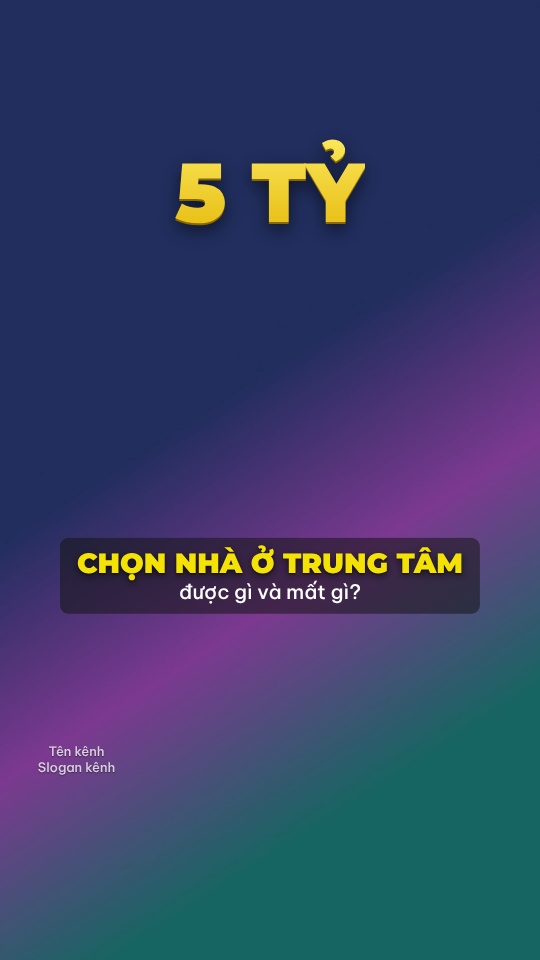 5 TỶ
CHỌN NHÀ Ở TRUNG TÂM
được gì và mất gì?
Tên kênh
Slogan kênh